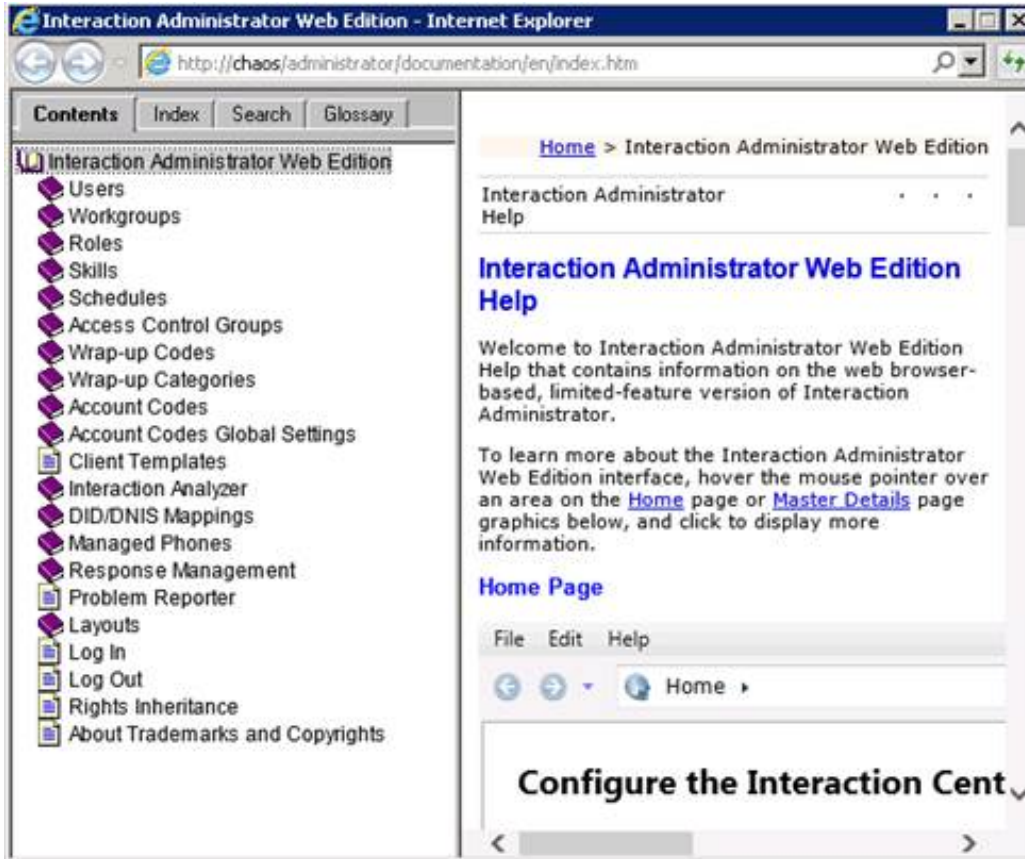 Interaction Administrator Web Edition - Internet Explorer
http://chaos/administrator/documentation/en/index.htm
Contents Index Search Glossary
Interaction Administrator Web Edition
Users
Workgroups
Roles
Skills
Schedules
Access Control Groups
Wrap-up Codes
Wrap-up Categories
Account Codes
Account Codes Global Settings
Client Templates
Interaction Analyzer
DID/DNIS Mappings
Managed Phones
Response Management
Problem Reporter
Layouts
Log In
Log Out
Rights Inheritance
About Trademarks and Copyrights
Home > Interaction Administrator Web Edition
Interaction Administrator
Help
Interaction Administrator Web Edition
Help
Welcome to Interaction Administrator Web Edition
Help that contains information on the web browser-
based, limited-feature version of Interaction
Administrator.
To learn more about the Interaction Administrator
Web Edition interface, hover the mouse pointer over
an area on the Home page or Master Details page
graphics below, and click to display more
information.
Home Page
File Edit Help
Home
Configure the Interaction Cent